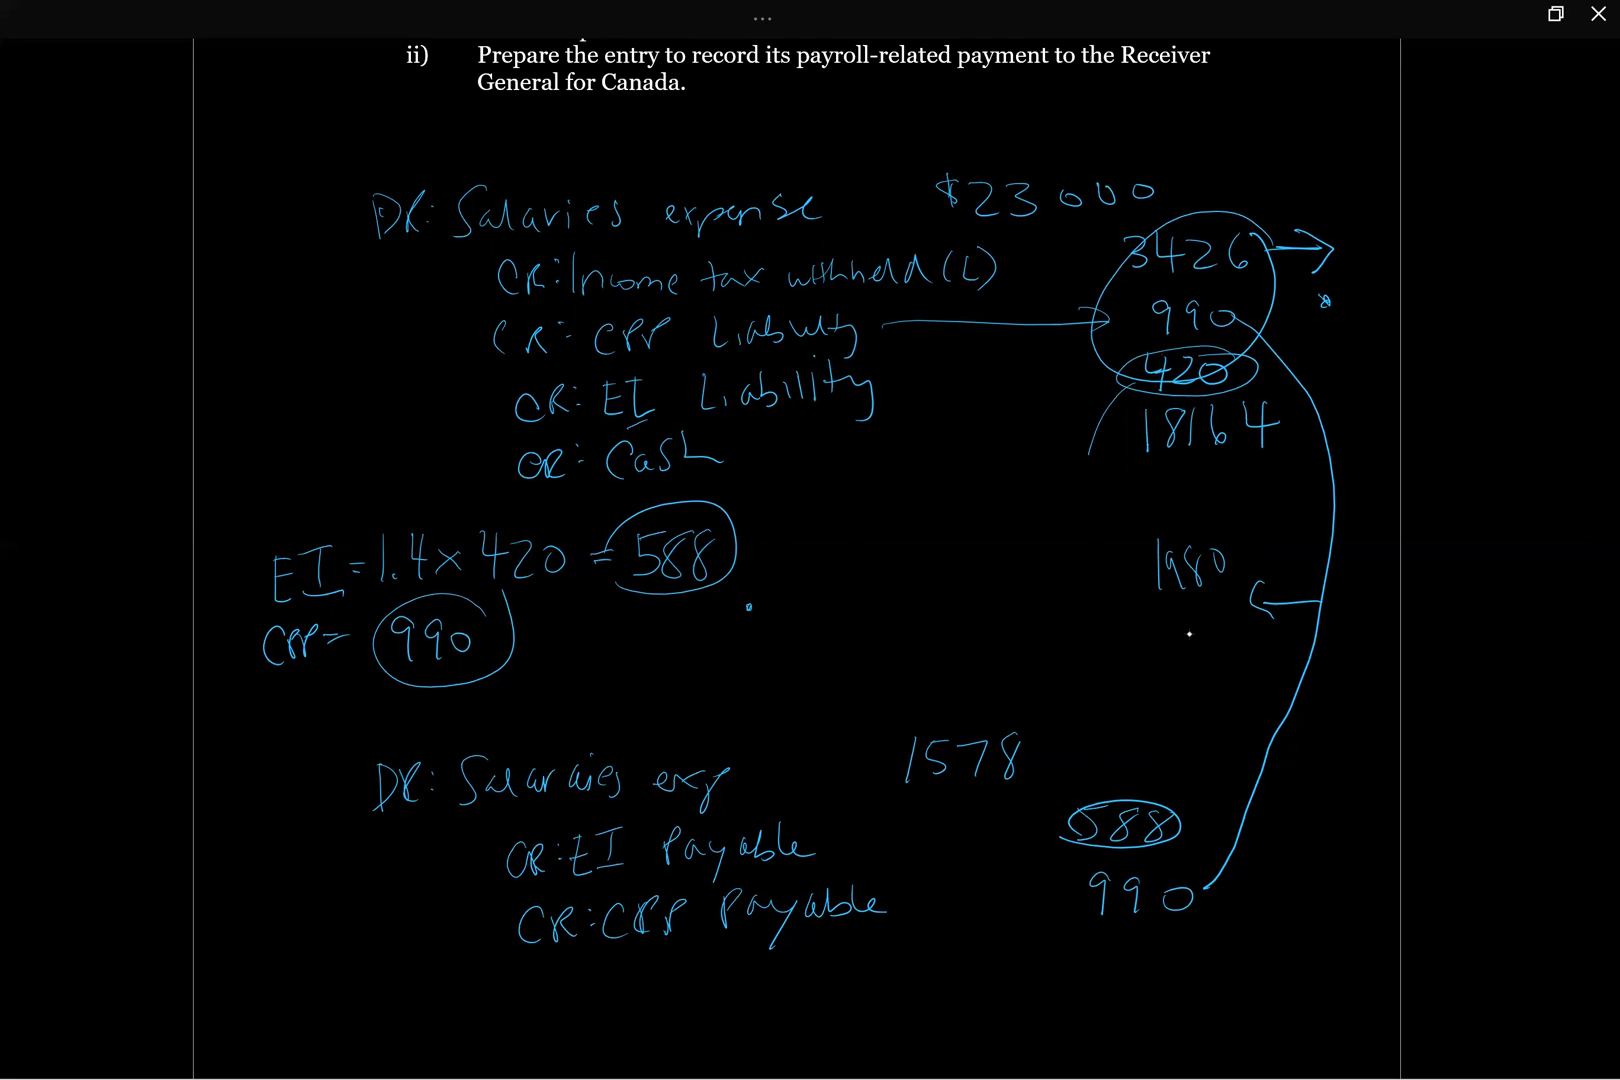 ii) Prepare the entry to record its payroll-related payment to the Receiver
General for Canada.
DR: Salaries expense $23000
CR: Income tax withheld (L) 3426
CR: CPP Liability 990
CR: EI Liability 420
CR: Cash 18164
EI = 1.4 x 420 = 588
1980
CPP = 990
DR: Salaries exp 1578
CR: EI Payable 588
CR: CPP Payable 990